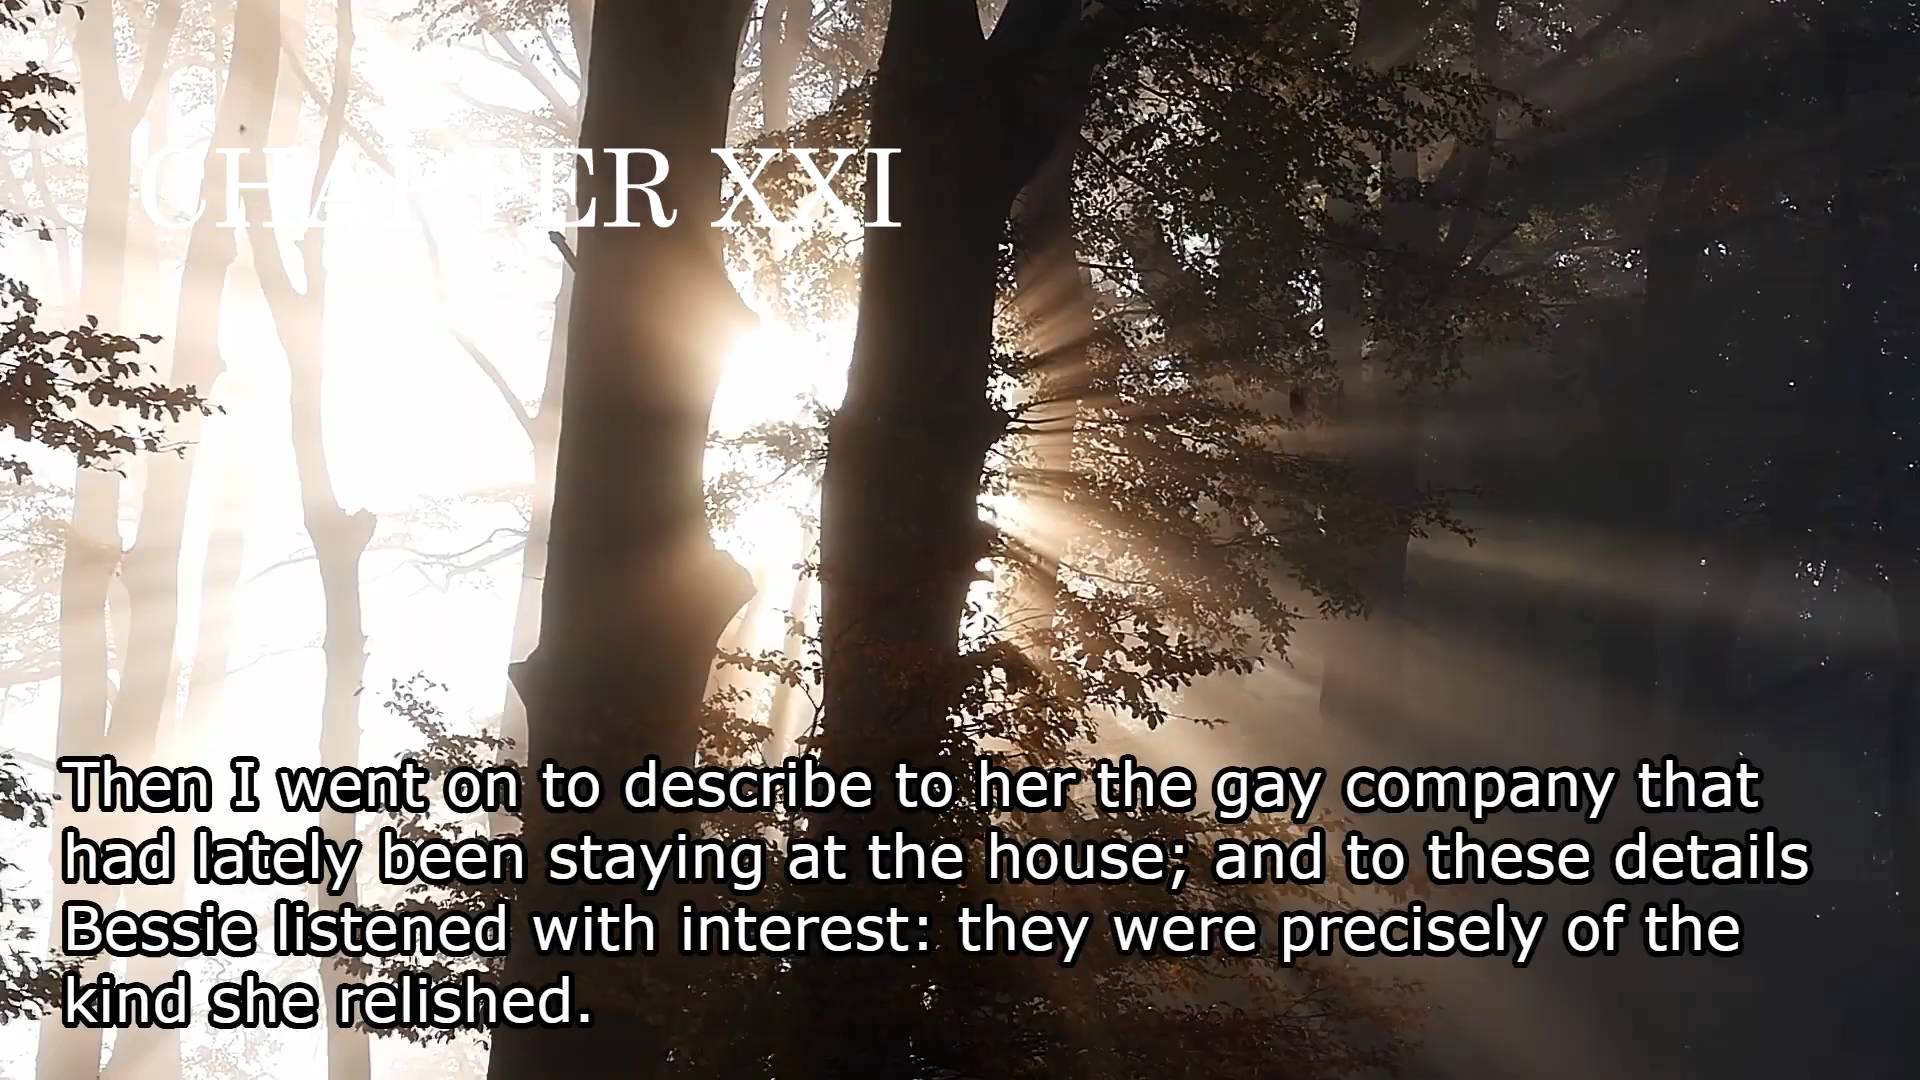 CHAPTER XXI
Then I went on to describe to her the gay company that
had lately been staying at the house; and to these details
Bessie listened with interest: they were precisely of the
kind she relished.